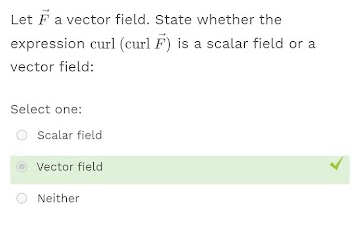 Let F⃗ a vector field. State whether the
expression curl (curl F⃗) is a scalar field or a
vector field:
Select one:
Scalar field
Vector field
Neither